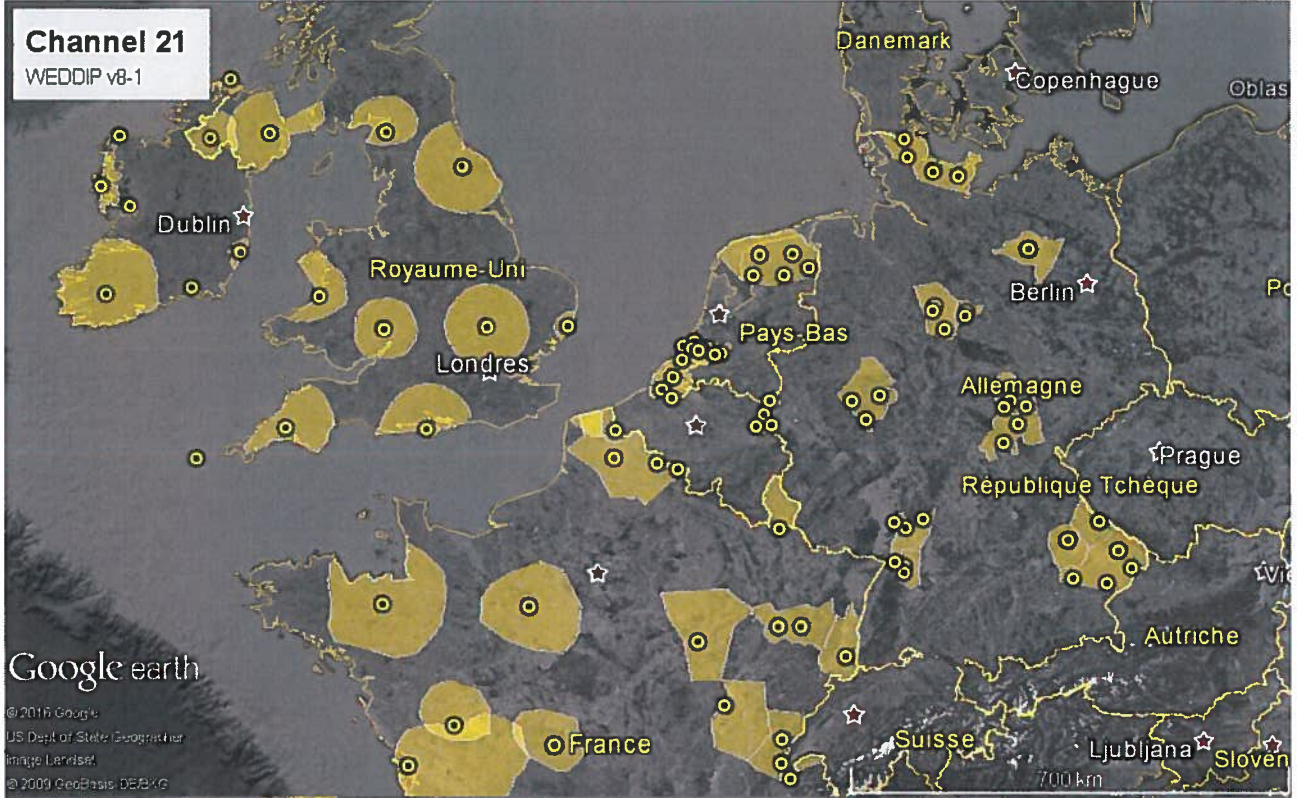 Channel 21
WEDDIP v8-1
Danemark
Copenhague
Oblas
Dublin
Royaume-Uni
Berlin
Po
Pays-Bas
Londres
Allemagne
Prague
République Tchèque
Vie
Autriche
Google earth
© 2016 Google
US Dept of State Geographer
Image Landsat
© 2009 GeoBasis-DE/BKG
France
Suisse
Ljubljana
Sloven
700 km